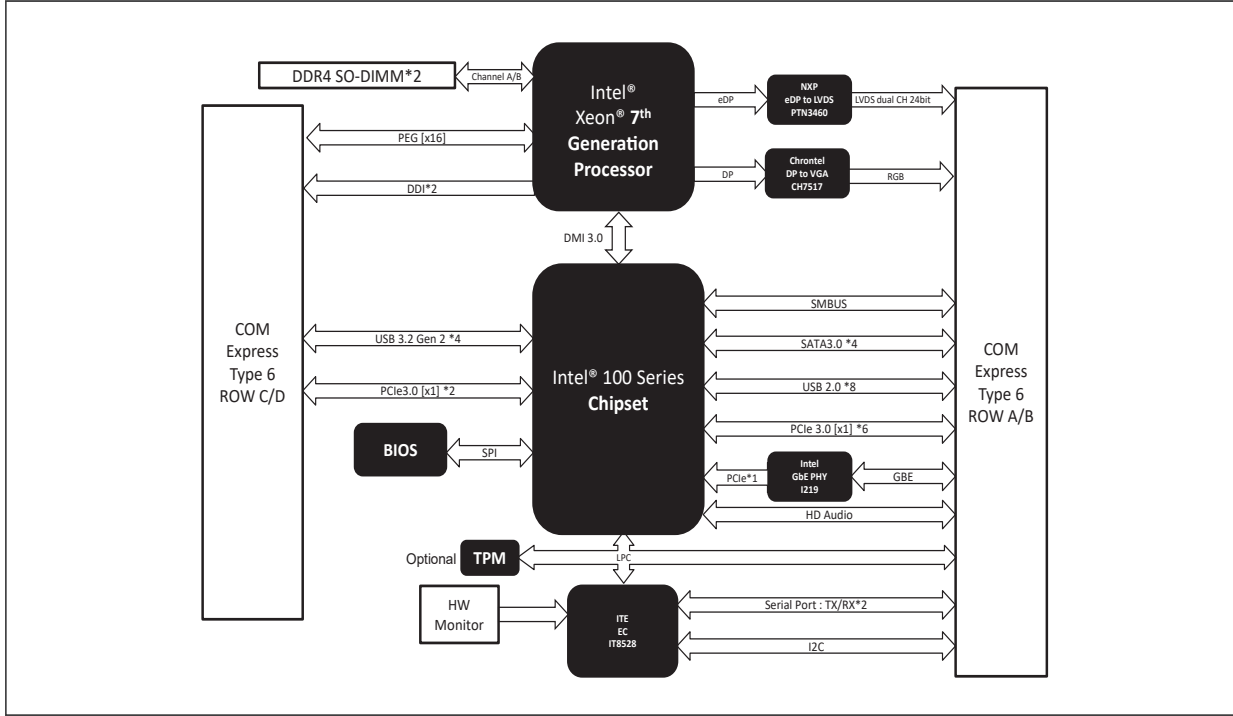 DDR4 SO-DIMM*2
Channel A/B
Intel®
Xeon® 7th
Generation
Processor
eDP
NXP
eDP to LVDS
PTN3460
LVDS dual CH 24bit
PEG [x16]
DP
Chrontel
DP to VGA
CH7517
RGB
DDI*2
DMI 3.0
COM
Express
Type 6
ROW C/D
USB 3.2 Gen 2 *4
PCIe3.0 [x1] *2
BIOS
SPI
Intel® 100 Series
Chipset
SMBUS
SATA3.0 *4
USB 2.0 *8
PCIe 3.0 [x1] *6
PCIe*1
Intel
GbE PHY
I219
GBE
HD Audio
COM
Express
Type 6
ROW A/B
Optional
TPM
LPC
HW
Monitor
ITE
EC
IT8528
Serial Port : TX/RX*2
I2C